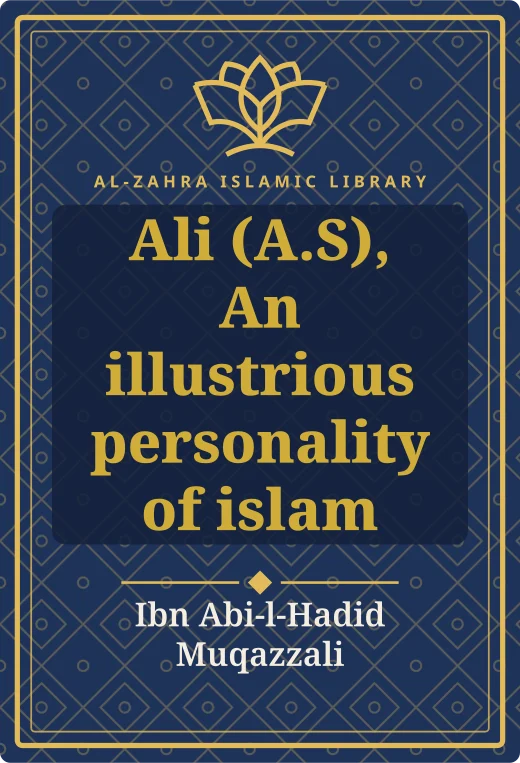 AL-ZAHRA ISLAMIC LIBRARY
Ali (A.S),
An
illustrious
personality
of islam
Ibn Abi-l-Hadid
Muqazzali